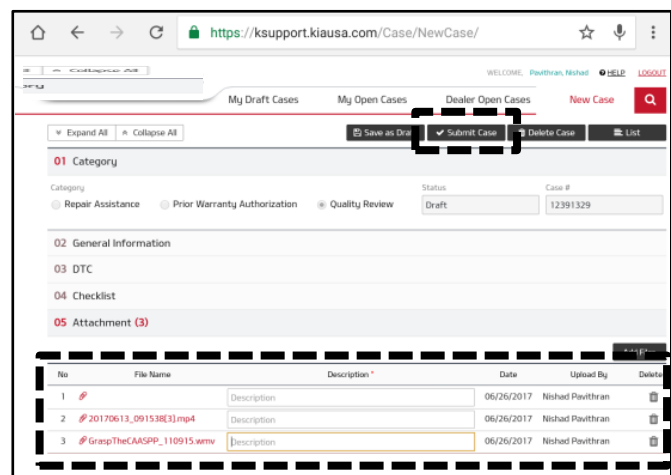 https://ksupport.kiausa.com/Case/NewCase/
Collapse All
WELCOME, Pavithran, Nishad HELP LOGOUT
My Draft Cases My Open Cases Dealer Open Cases New Case
Expand All Collapse All Save as Draft Submit Case Delete Case List
01 Category
Category Status Case #
Repair Assistance Prior Warranty Authorization Quality Review Draft 12391329
02 General Information
03 DTC
04 Checklist
05 Attachment (3)
No File Name Description * Date Upload By Delete
1 Description 06/26/2017 Nishad Pavithran
2 20170613_091538[3].mp4 Description 06/26/2017 Nishad Pavithran
3 GraspTheCAASPP_110915.wmv Description 06/26/2017 Nishad Pavithran